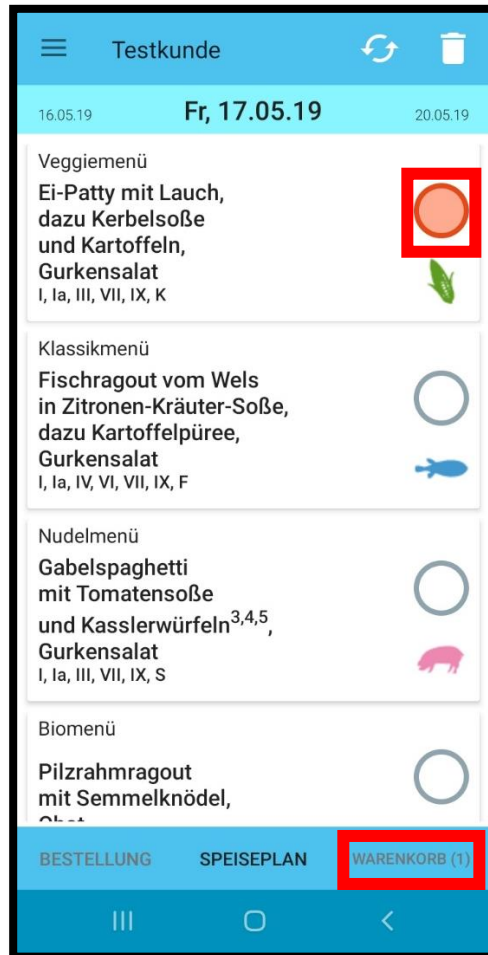 Testkunde
16.05.19 Fr, 17.05.19 20.05.19
Veggiemenü
Ei-Patty mit Lauch,
dazu Kerbelsoße
und Kartoffeln,
Gurkensalat
I, Ia, III, VII, IX, K
Klassikmenü
Fischragout vom Wels
in Zitronen-Kräuter-Soße,
dazu Kartoffelpüree,
Gurkensalat
I, Ia, IV, VI, VII, IX, F
Nudelmenü
Gabelspaghetti
mit Tomatensoße
und Kasslerwürfeln3,4,5,
Gurkensalat
I, Ia, III, VII, IX, S
Biomenü
Pilzrahmragout
mit Semmelknödel,
BESTELLUNG SPEISEPLAN WARENKORB (1)